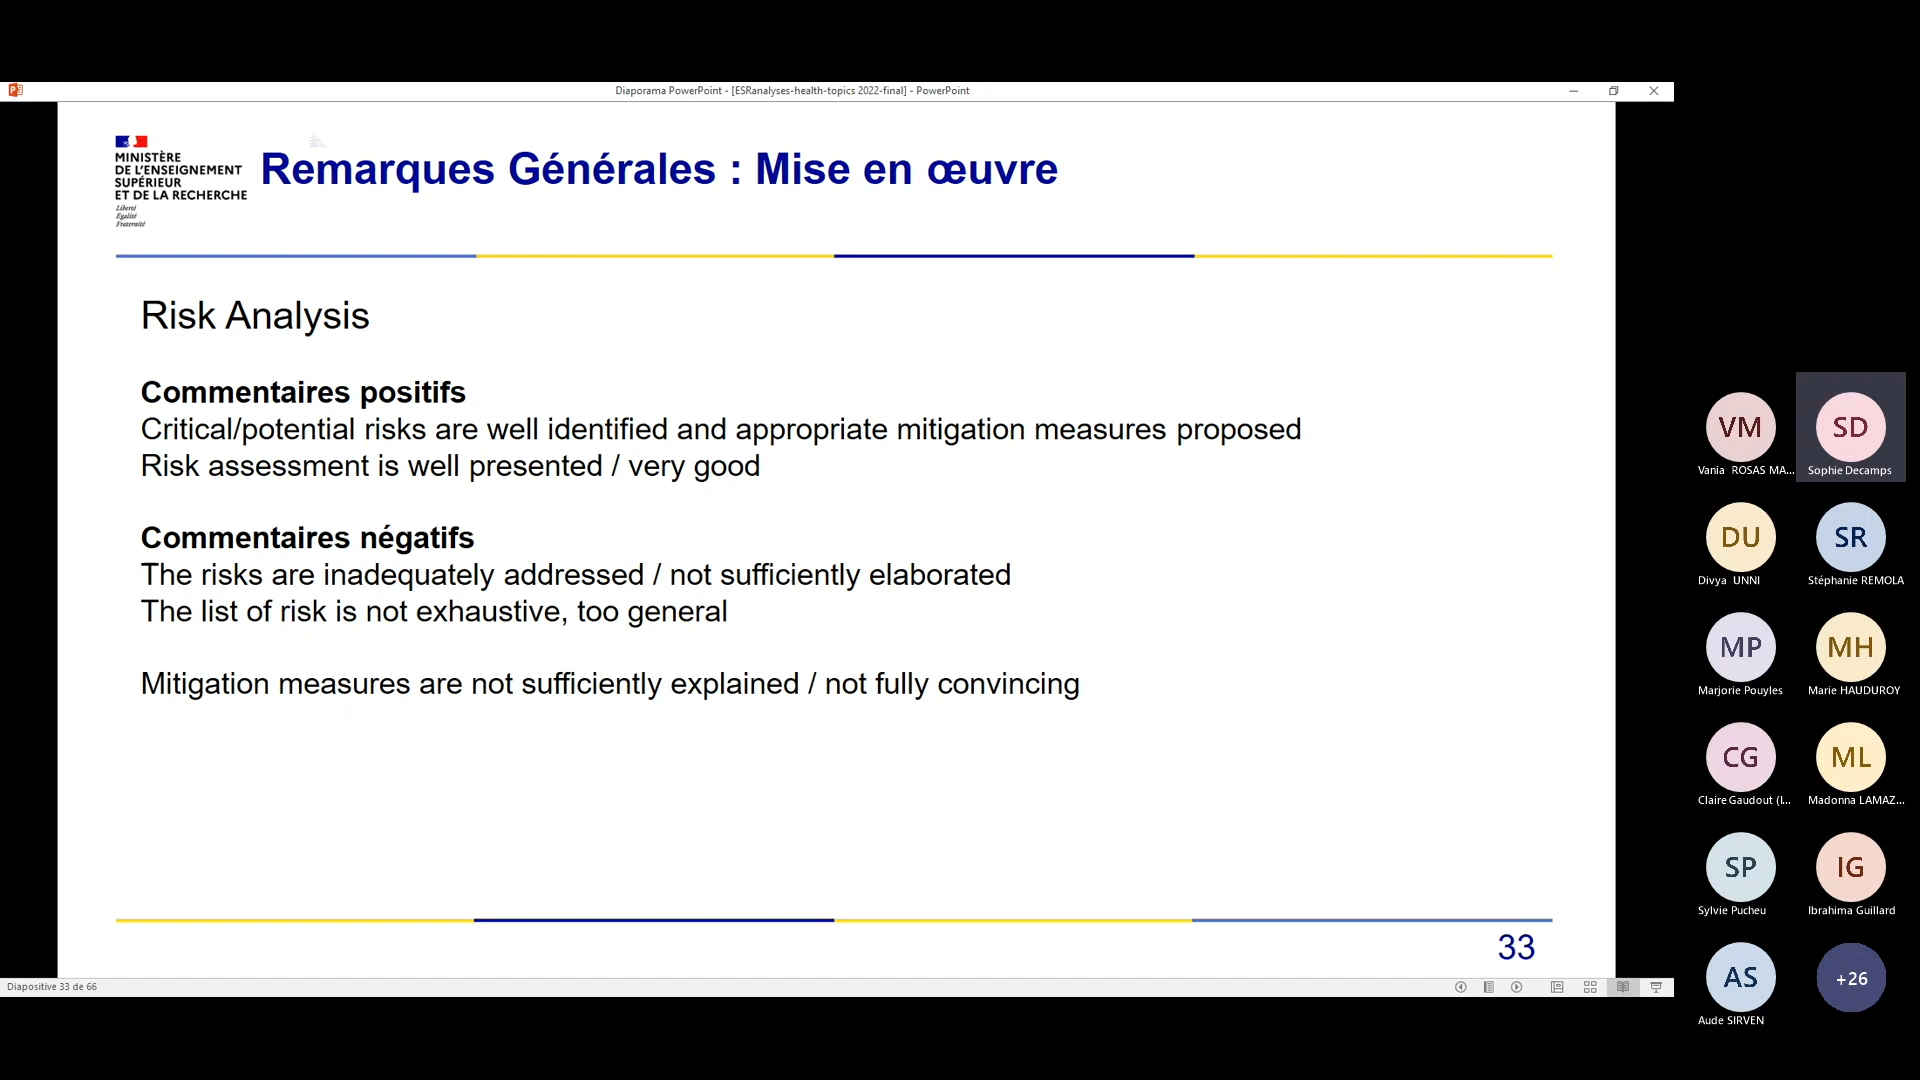 Diaporama PowerPoint - [ESRanalyses-health-topics 2022-final] - PowerPoint
MINISTÈRE
DE L'ENSEIGNEMENT
SUPÉRIEUR
ET DE LA RECHERCHE
Liberté
Égalité
Fraternité
Remarques Générales : Mise en œuvre
Risk Analysis
Commentaires positifs
Critical/potential risks are well identified and appropriate mitigation measures proposed
Risk assessment is well presented / very good
Commentaires négatifs
The risks are inadequately addressed / not sufficiently elaborated
The list of risk is not exhaustive, too general
Mitigation measures are not sufficiently explained / not fully convincing
33
Diapositive 33 de 66
VM
Vania ROSAS MA...
SD
Sophie Decamps
DU
Divya UNNI
SR
Stéphanie REMOLA
MP
Marjorie Pouyles
MH
Marie HAUDUROY
CG
Claire Gaudout (I...
ML
Madonna LAMAZ...
SP
Sylvie Pucheu
IG
Ibrahima Guillard
AS
Aude SIRVEN
+26